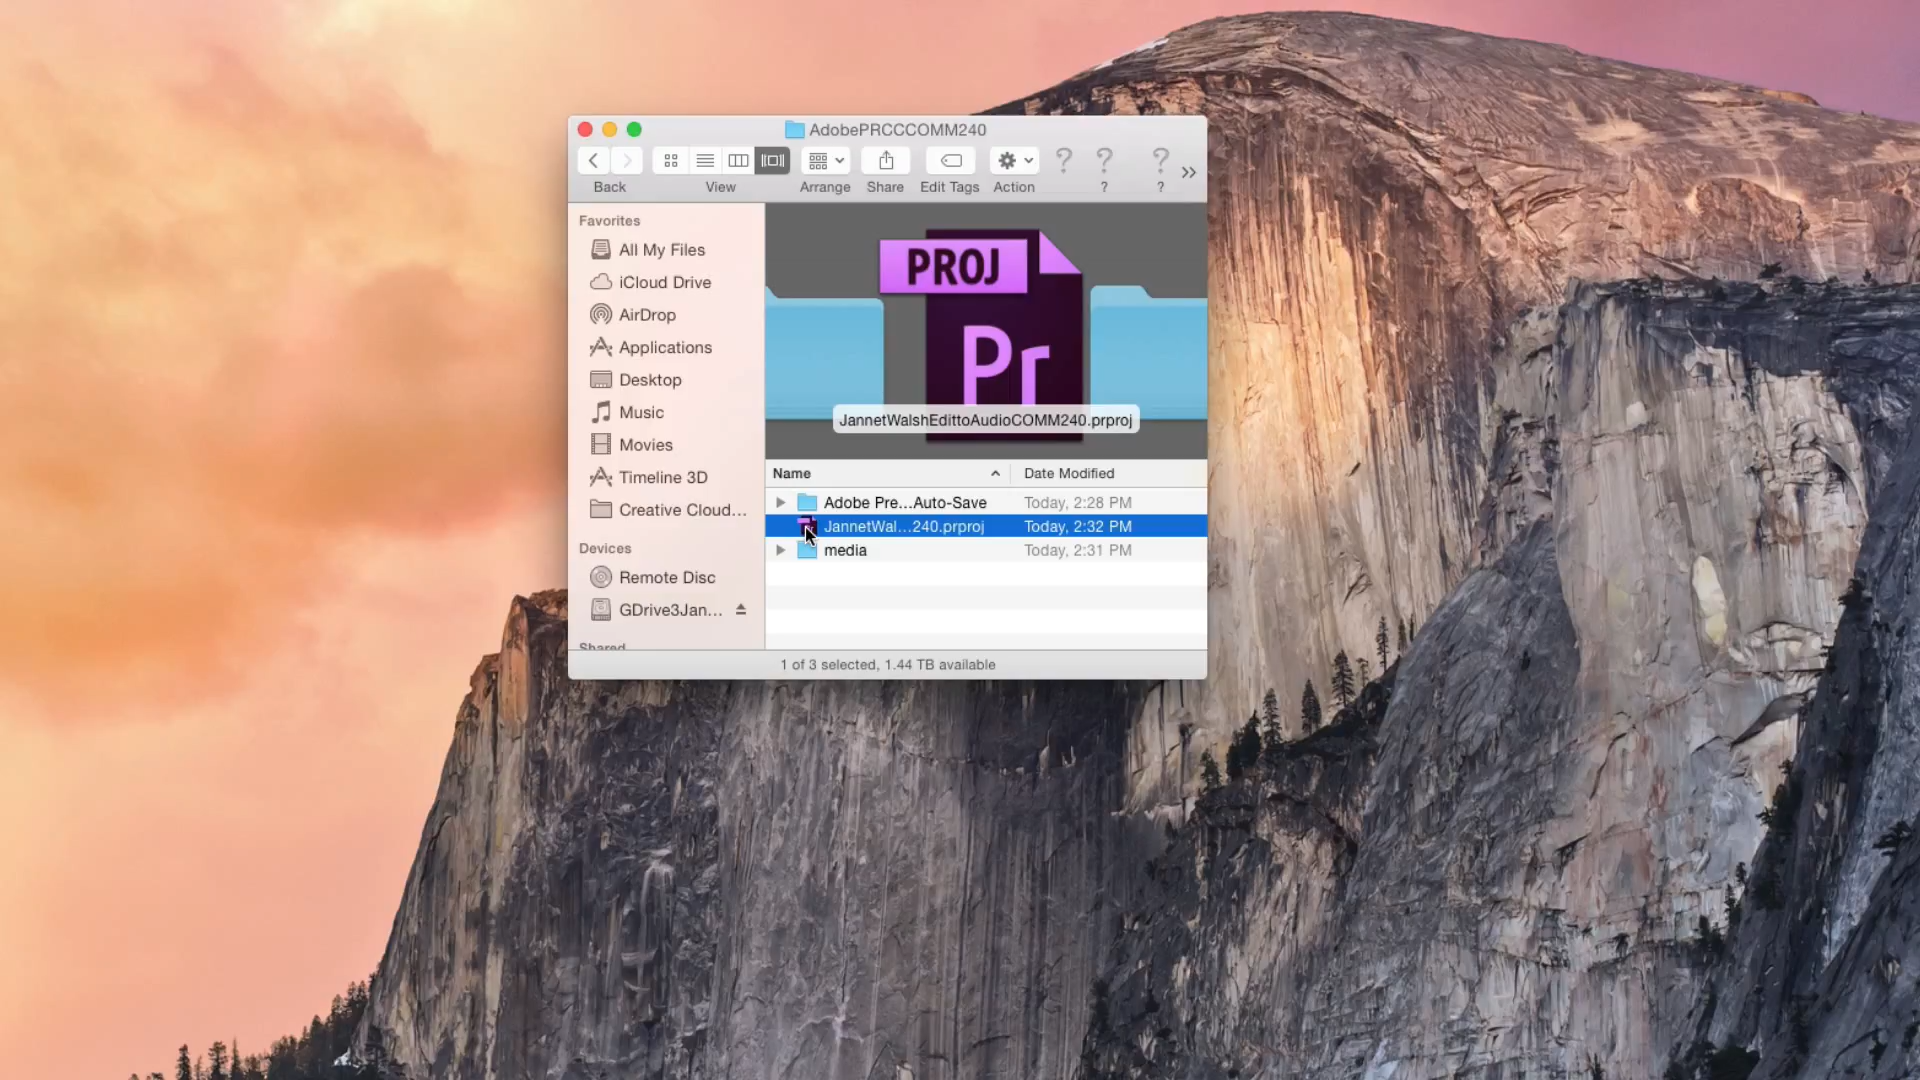 AdobePRCCCOMM240
Back
View
Arrange
Share
Edit Tags
Action
?
?
?
?
?
Favorites
All My Files
iCloud Drive
AirDrop
Applications
Desktop
Music
Movies
Timeline 3D
Creative Cloud...
Devices
Remote Disc
GDrive3Jan...
Shared
PROJ
Pr
JannetWalshEdittoAudioCOMM240.prproj
Name Date Modified
Adobe Pre...Auto-Save Today, 2:28 PM
JannetWal...240.prproj Today, 2:32 PM
media Today, 2:31 PM
1 of 3 selected, 1.44 TB available